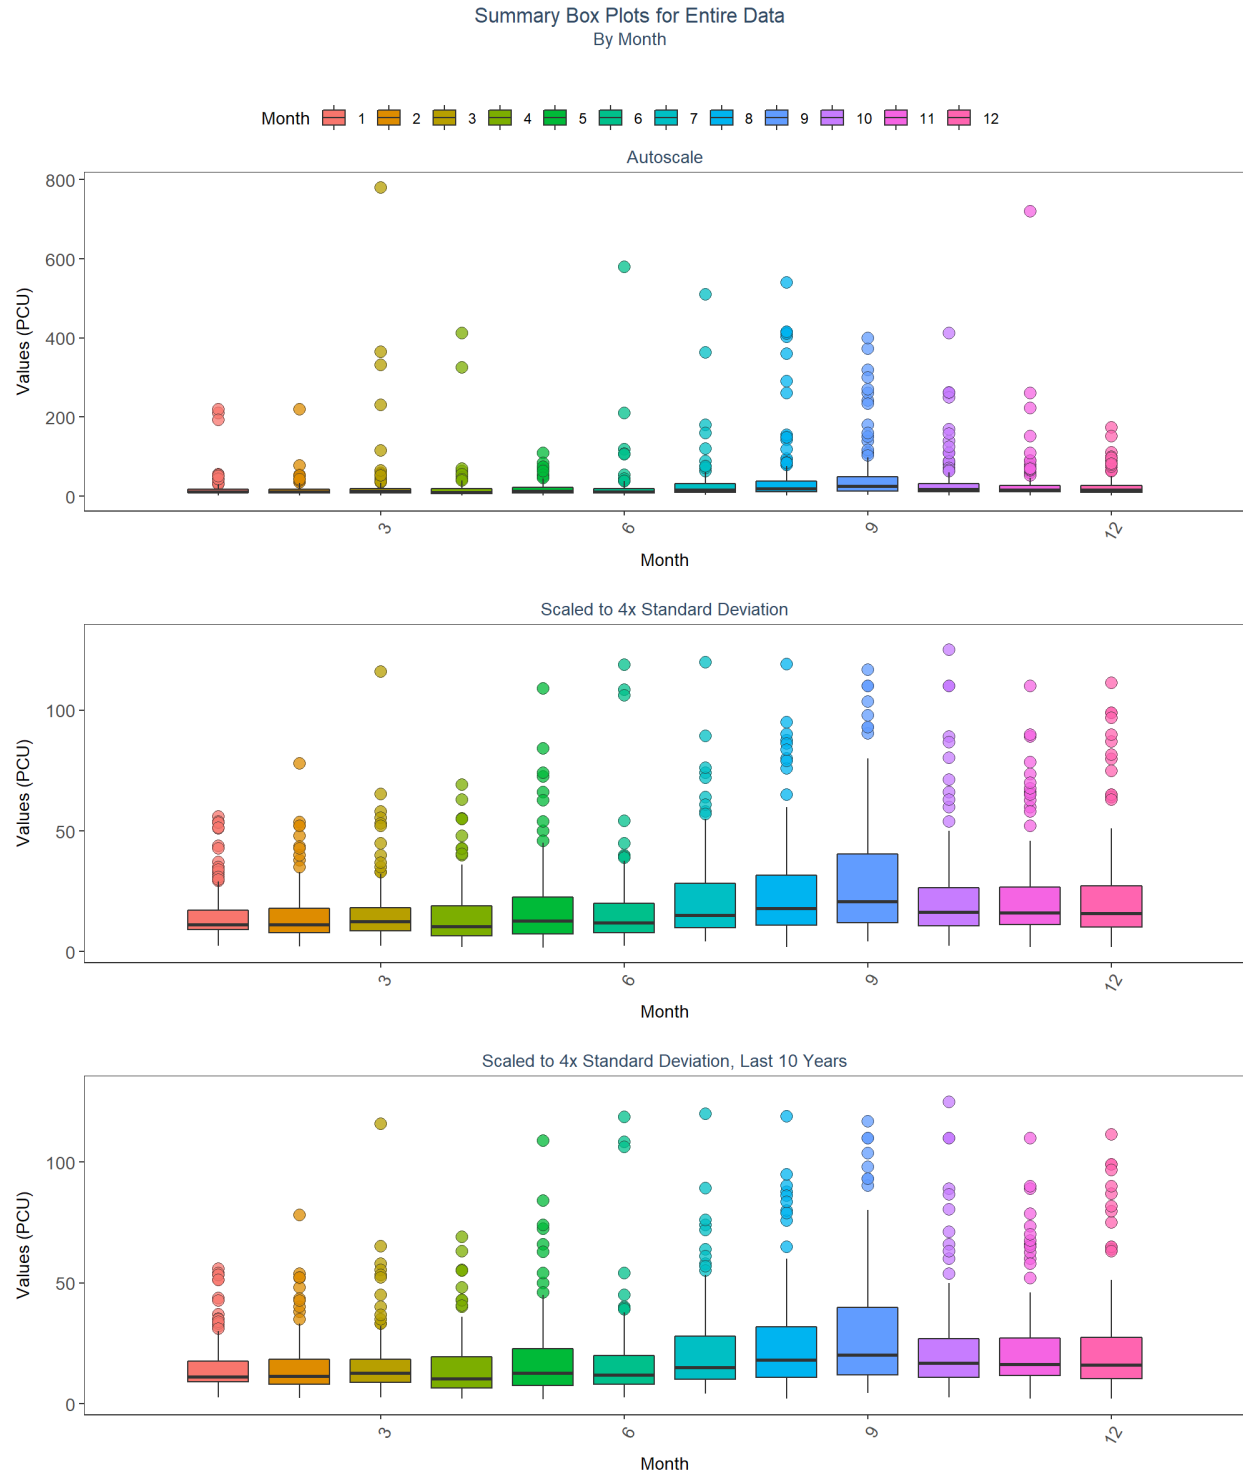 Summary Box Plots for Entire Data
By Month
Month 1 2 3 4 5 6 7 8 9 10 11 12
Autoscale
Values (PCU)
800
600
400
200
0
3 6 9 12
Month
Scaled to 4x Standard Deviation
Values (PCU)
100
50
0
3 6 9 12
Month
Scaled to 4x Standard Deviation, Last 10 Years
Values (PCU)
100
50
0
3 6 9 12
Month